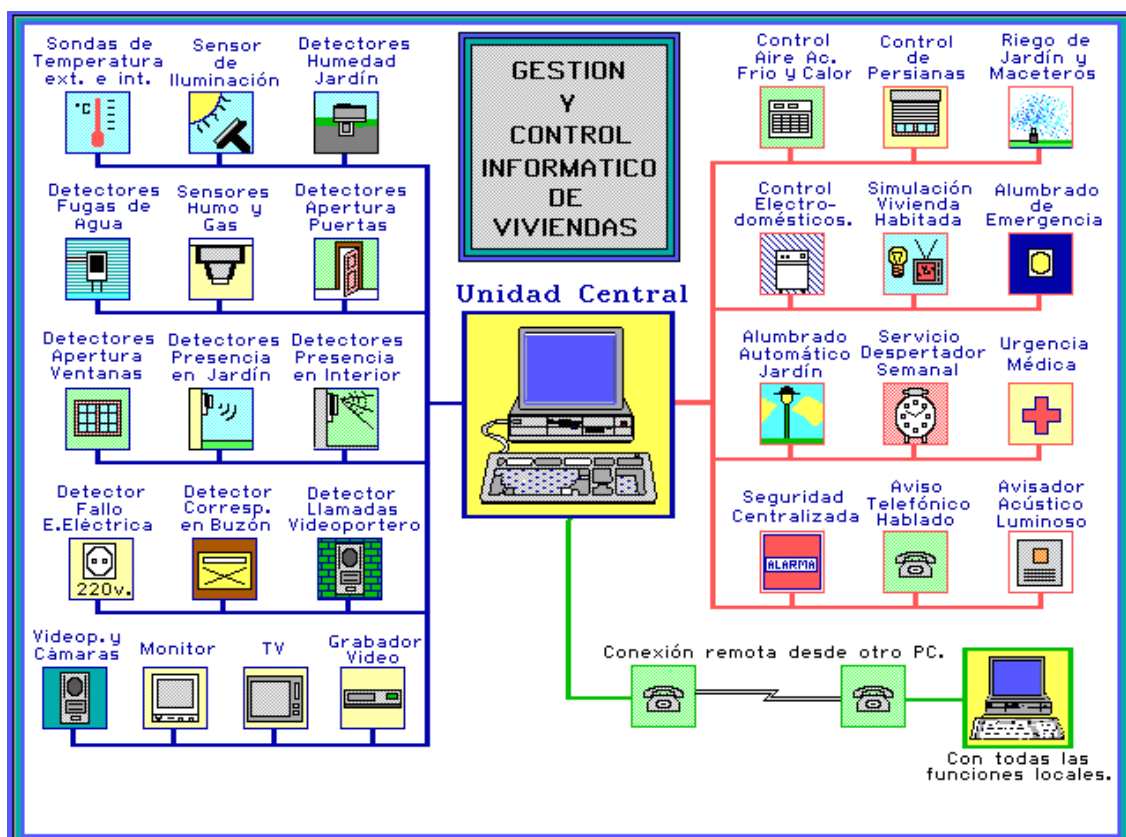 Sondas de
Temperatura
ext. e int.
Sensor
de
Iluminación
Detectores
Humedad
Jardín
°C
GESTION
Y
CONTROL
INFORMATICO
DE
VIVIENDAS
Control
Aire Ac.
Frio y Calor
Control
de
Persianas
Riego de
Jardín y
Maceteros
Detectores
Fugas de
Agua
Sensores
Humo y
Gas
Detectores
Apertura
Puertas
Control
Electro-
domésticos.
Simulación
Vivienda
Habitada
Alumbrado
de
Emergencia
Unidad Central
Detectores
Apertura
Ventanas
Detectores
Presencia
en Jardín
Detectores
Presencia
en Interior
Alumbrado
Automático
Jardín
Servicio
Despertador
Semanal
Urgencia
Médica
Detector
Fallo
E.Eléctrica
220v.
Detector
Corresp.
en Buzón
Detector
Llamadas
Videoportero
Seguridad
Centralizada
ALARMA
Aviso
Telefónico
Hablado
Avisador
Acústico
Luminoso
Videop.y
Cámaras
Monitor
TV
Grabador
Video
Conexión remota desde otro PC.
Con todas las
funciones locales.